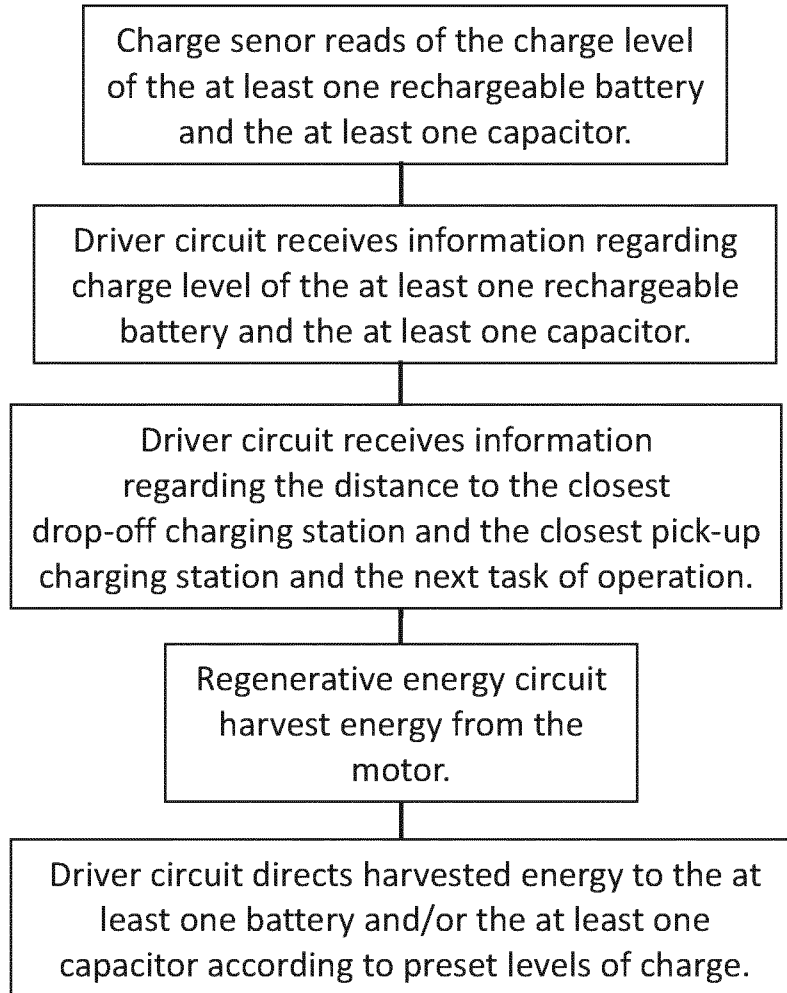 Charge senor reads of the charge level
of the at least one rechargeable battery
and the at least one capacitor.
Driver circuit receives information regarding
charge level of the at least one rechargeable
battery and the at least one capacitor.
Driver circuit receives information
regarding the distance to the closest
drop-off charging station and the closest pick-up
charging station and the next task of operation.
Regenerative energy circuit
harvest energy from the
motor.
Driver circuit directs harvested energy to the at
least one battery and/or the at least one
capacitor according to preset levels of charge.